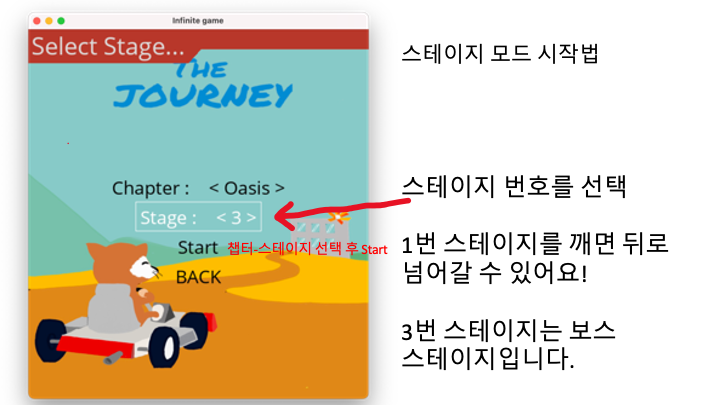 Infinite game
Select Stage...
THE
JOURNEY
Chapter : < Oasis >
Stage : < 3 >
Start
챕터-스테이지 선택 후 Start
BACK
스테이지 모드 시작법
스테이지 번호를 선택
1번 스테이지를 깨면 뒤로
넘어갈 수 있어요!
3번 스테이지는 보스
스테이지입니다.